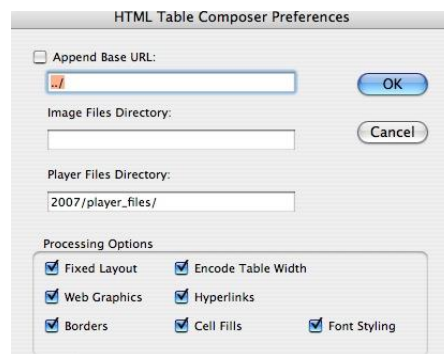 HTML Table Composer Preferences
Append Base URL:
../
OK
Image Files Directory:
Cancel
Player Files Directory:
2007/player_files/
Processing Options
Fixed Layout Encode Table Width
Web Graphics Hyperlinks
Borders Cell Fills Font Styling